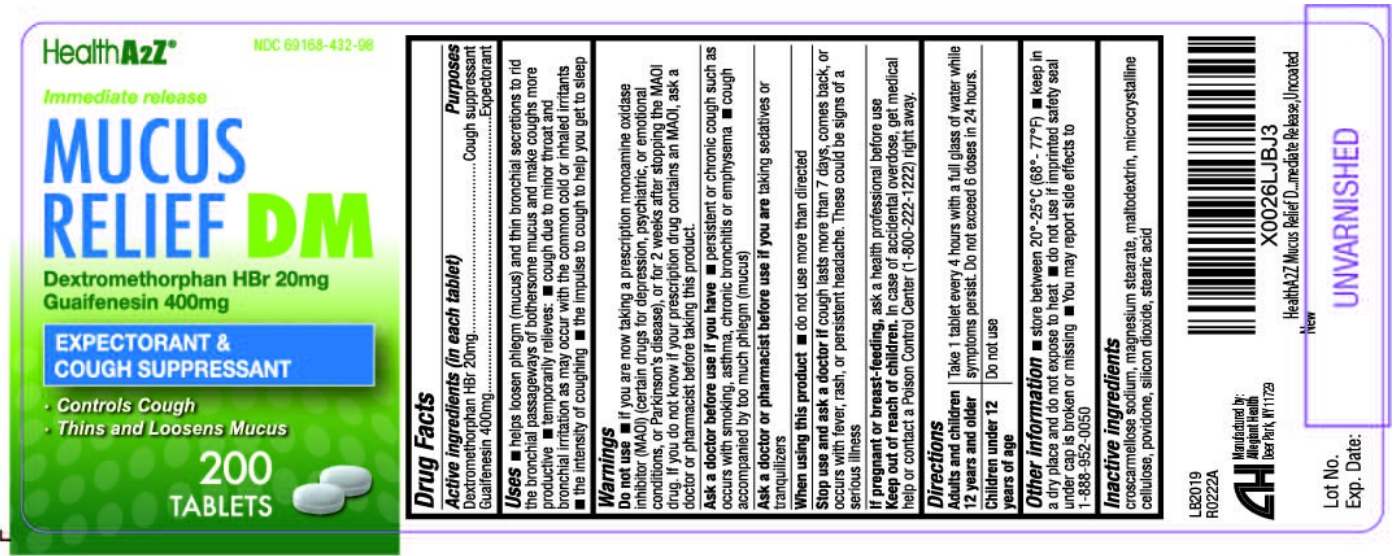 HealthA2Z®
NDC 69168-432-98
Immediate release
MUCUS
RELIEF DM
Dextromethorphan HBr 20mg
Guaifenesin 400mg
EXPECTORANT &
COUGH SUPPRESSANT
• Controls Cough
• Thins and Loosens Mucus
200
TABLETS
Drug Facts
Active ingredients (in each tablet) Purposes
Dextromethorphan HBr 20mg..........................Cough suppressant
Guaifenesin 400mg..............................................Expectorant
Uses ■ helps loosen phlegm (mucus) and thin bronchial secretions to rid
the bronchial passageways of bothersome mucus and make coughs more
productive ■ temporarily relieves: ■ cough due to minor throat and
bronchial irritation as may occur with the common cold or inhaled irritants
■ the intensity of coughing ■ the impulse to cough to help you get to sleep
Warnings
Do not use ■ if you are now taking a prescription monoamine oxidase
inhibitor (MAOI) (certain drugs for depression, psychiatric, or emotional
conditions, or Parkinson's disease), or for 2 weeks after stopping the MAOI
drug. If you do not know if your prescription drug contains an MAOI, ask a
doctor or pharmacist before taking this product.
Ask a doctor before use if you have ■ persistent or chronic cough such as
occurs with smoking, asthma, chronic bronchitis or emphysema ■ cough
accompanied by too much phlegm (mucus)
Ask a doctor or pharmacist before use if you are taking sedatives or
tranquilizers
When using this product ■ do not use more than directed
Stop use and ask a doctor if cough lasts more than 7 days, comes back, or
occurs with fever, rash, or persistent headache. These could be signs of a
serious illness
If pregnant or breast-feeding, ask a health professional before use
Keep out of reach of children. In case of accidental overdose, get medical
help or contact a Poison Control Center (1-800-222-1222) right away.
Directions
Adults and children Take 1 tablet every 4 hours with a full glass of water while
12 years and older symptoms persist. Do not exceed 6 doses in 24 hours.
Children under 12 Do not use
years of age
Other information ■ store between 20°-25°C (68°- 77°F) ■ keep in
a dry place and do not expose to heat ■ do not use if imprinted safety seal
under cap is broken or missing ■ You may report side effects to
1-888-952-0050
Inactive ingredients
croscarmellose sodium, magnesium stearate, maltodextrin, microcrystalline
cellulose, povidone, silicon dioxide, stearic acid
LB2019
R0222A
AH
Manufactured by:
Allegiant Health
Deer Park, NY 11729
X0026LJBJ3
HealthA2Z Mucus Relief D...mediate Release,Uncoated
New
Lot No.
Exp. Date:
UNVARNISHED